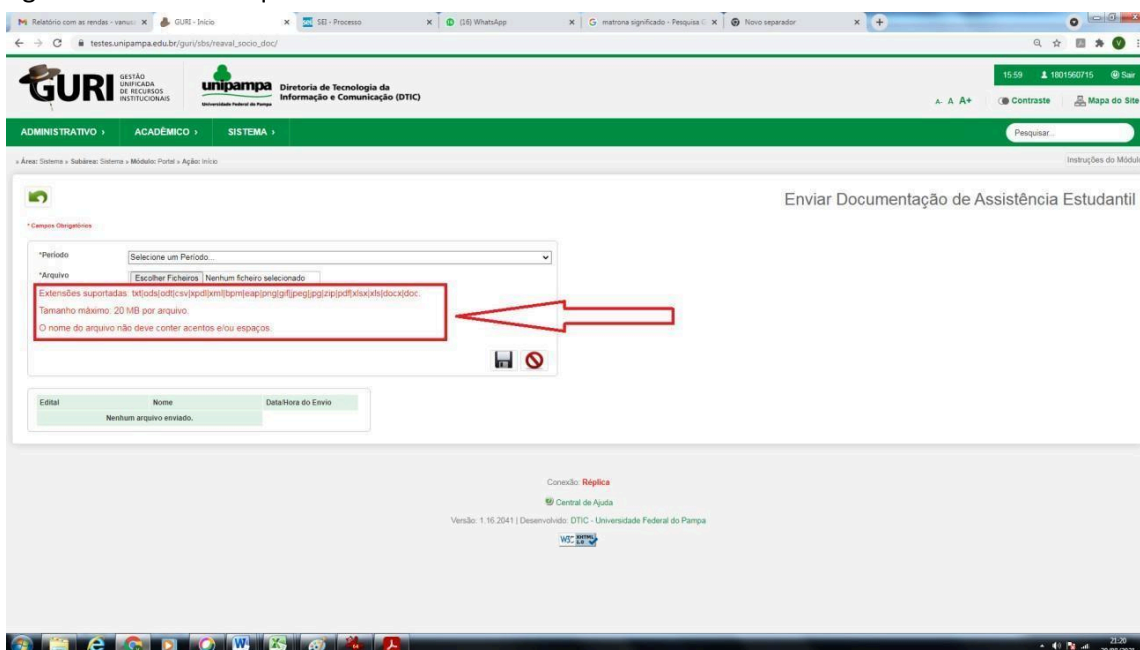 Relatório com as rendas - vanus
GURI - Início
SEI - Processo
(16) WhatsApp
matrona significado - Pesquisa
Novo separador
testes.unipampa.edu.br/guri/sbs/reaval_socio_doc/
GURI
GESTÃO
UNIFICADA
DE RECURSOS
INSTITUCIONAIS
unipampa
Universidade Federal do Pampa
Diretoria de Tecnologia da
Informação e Comunicação (DTIC)
15:59 1801560715 Sair
A- A A+ Contraste Mapa do Site
ADMINISTRATIVO › ACADÊMICO › SISTEMA ›
Pesquisar...
» Área: Sistema » Subárea: Sistema » Módulo: Portal » Ação: Início
Instruções do Módul
Enviar Documentação de Assistência Estudantil
* Campos Obrigatórios
*Período Selecione um Período...
*Arquivo Escolher Ficheiros Nenhum ficheiro selecionado
Extensões suportadas: txt|ods|odt|csv|xpdl|xml|bpm|eap|png|gif|jpeg|jpg|zip|pdf|xlsx|xls|docx|doc.
Tamanho máximo: 20 MB por arquivo.
O nome do arquivo não deve conter acentos e/ou espaços.
Edital Nome Data/Hora do Envio
Nenhum arquivo enviado.
Conexão: Réplica
Central de Ajuda
Versão: 1.16.2041 | Desenvolvido: DTIC - Universidade Federal do Pampa
W3C XHTML 1.0
21:20